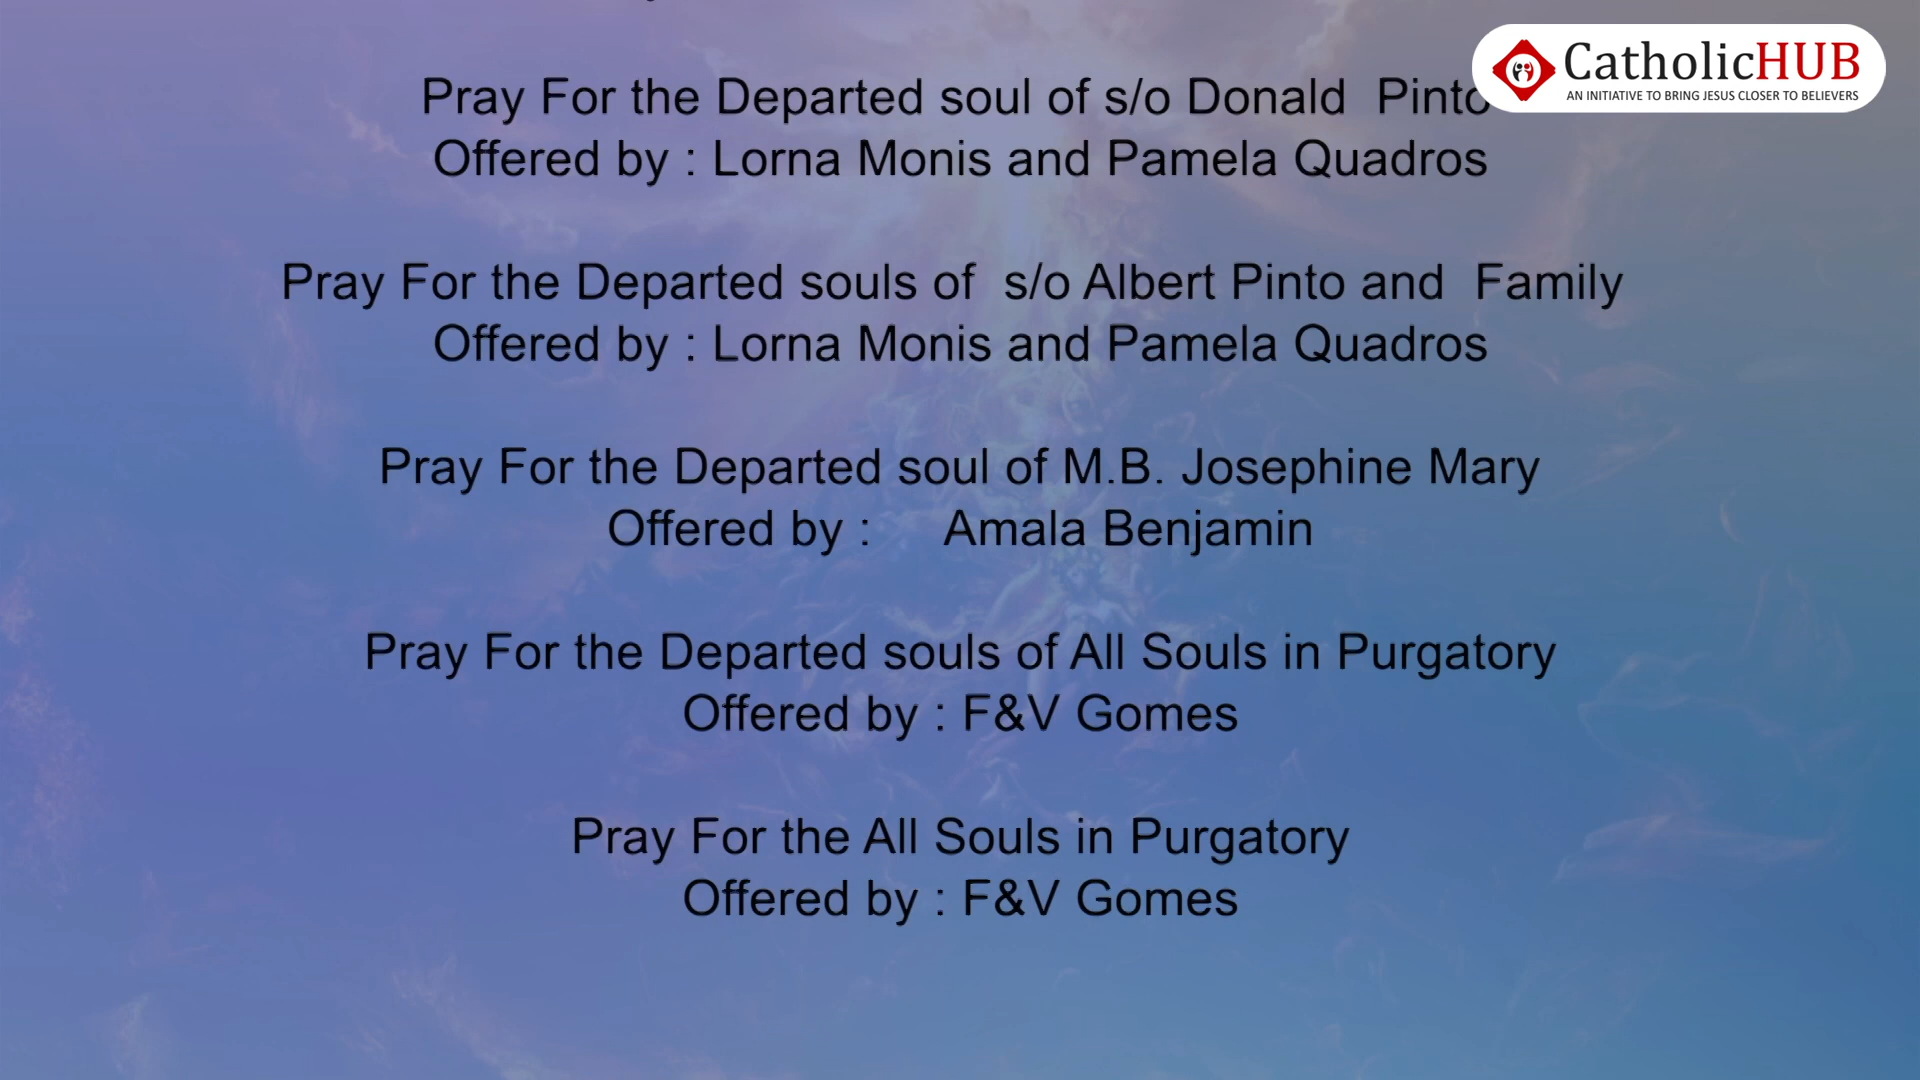 CatholicHUB
AN INITIATIVE TO BRING JESUS CLOSER TO BELIEVERS
Pray For the Departed soul of s/o Donald  Pinto
Offered by : Lorna Monis and Pamela Quadros
Pray For the Departed souls of  s/o Albert Pinto and  Family
Offered by : Lorna Monis and Pamela Quadros
Pray For the Departed soul of M.B. Josephine Mary
Offered by :     Amala Benjamin
Pray For the Departed souls of All Souls in Purgatory
Offered by : F&V Gomes
Pray For the All Souls in Purgatory
Offered by : F&V Gomes